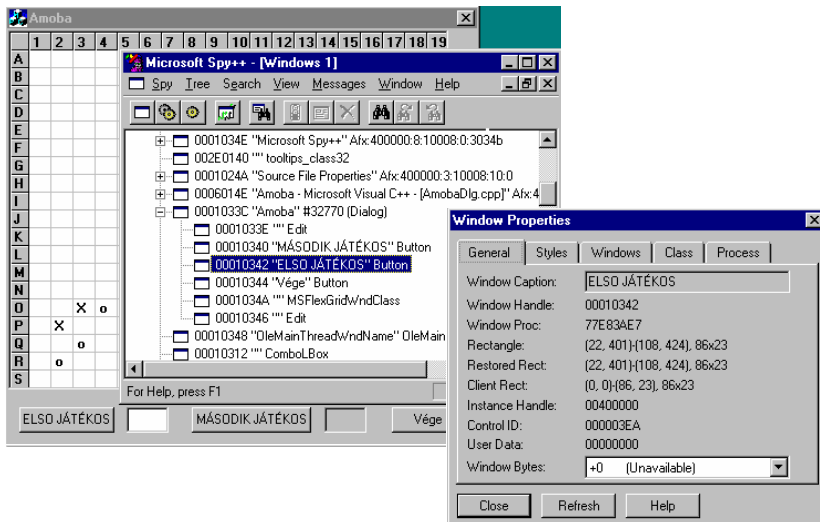 Amoba
1 2 3 4 5 6 7 8 9 10 11 12 13 14 15 16 17 18 19
A
B
C
D
E
F
G
H
I
J
K
L
M
N
O X o
P X
Q o
R o
S
ELSO JÁTÉKOS MÁSODIK JÁTÉKOS Vége
Microsoft Spy++ - [Windows 1]
Spy Tree Search View Messages Window Help
0001034E "Microsoft Spy++" Afx:400000:8:10008:0:3034b
002E0140 "" tooltips_class32
0001024A "Source File Properties" Afx:400000:3:10008:10:0
0006014E "Amoba - Microsoft Visual C++ - [AmobaDlg.cpp]" Afx:4
0001033C "Amoba" #32770 (Dialog)
0001033E "" Edit
00010340 "MÁSODIK JÁTÉKOS" Button
00010342 "ELSO JÁTÉKOS" Button
00010344 "Vége" Button
0001034A "" MSFlexGridWndClass
00010346 "" Edit
00010348 "OleMainThreadWndName" OleMain
00010312 "" ComboLBox
For Help, press F1
Window Properties
General Styles Windows Class Process
Window Caption: ELSO JÁTÉKOS
Window Handle: 00010342
Window Proc: 77E83AE7
Rectangle: (22, 401)-(108, 424), 86x23
Restored Rect: (22, 401)-(108, 424), 86x23
Client Rect: (0, 0)-(86, 23), 86x23
Instance Handle: 00400000
Control ID: 000003EA
User Data: 00000000
Window Bytes: +0 (Unavailable)
Close Refresh Help